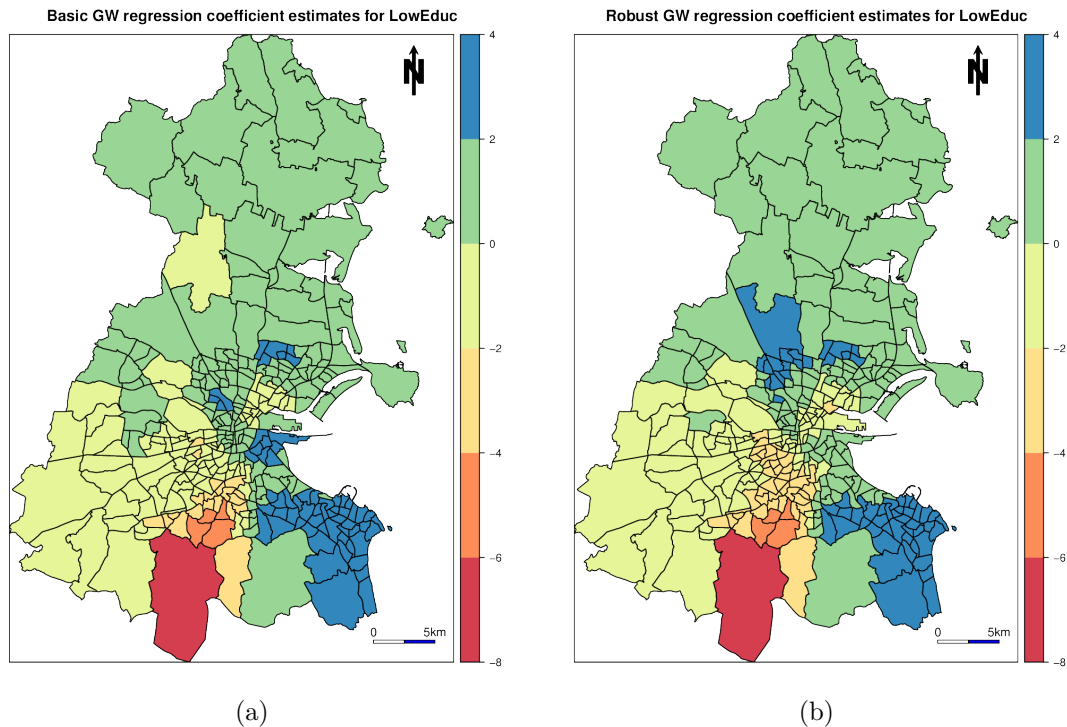 Basic GW regression coefficient estimates for LowEduc
N
4
2
0
−2
−4
−6
−8
0 5km
(a)
Robust GW regression coefficient estimates for LowEduc
N
4
2
0
−2
−4
−6
−8
0 5km
(b)